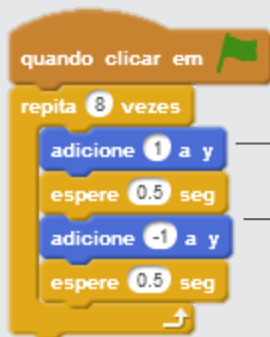 quando clicar em
repita 8 vezes
adicione 1 a y
espere 0.5 seg
adicione -1 a y
espere 0.5 seg